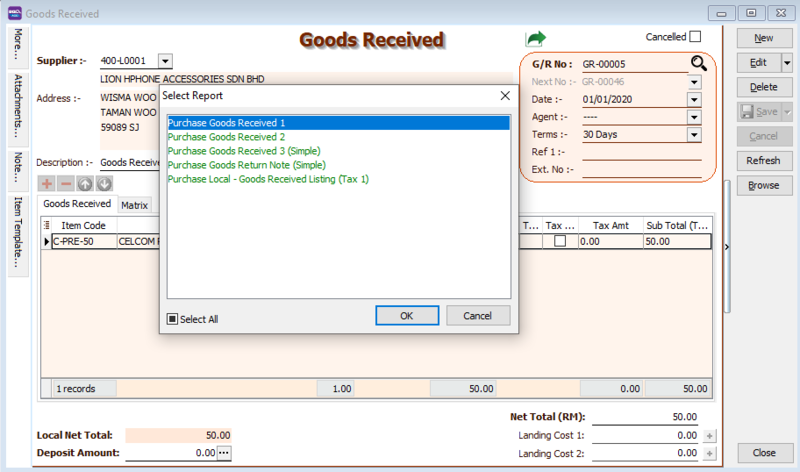 Goods Received
More...
Attachments...
Note...
Item Template...
Goods Received
Cancelled
Supplier :-
400-L0001
LION HPHONE ACCESSORIES SDN BHD
Address :-
WISMA WOO
TAMAN WOO
59089 SJ
Description :-
Goods Receive
G/R No :
GR-00005
Next No :-
GR-00046
Date :-
01/01/2020
Agent :-
----
Terms :-
30 Days
Ref 1 :-
Ext. No :-
New
Edit
Delete
Save
Cancel
Refresh
Browse
Close
Select Report
Purchase Goods Received 1
Purchase Goods Received 2
Purchase Goods Received 3 (Simple)
Purchase Goods Return Note (Simple)
Purchase Local - Goods Received Listing (Tax 1)
Select All
OK
Cancel
Goods Received
Matrix
Item Code
T...
Tax ...
Tax Amt
Sub Total (T...
C-PRE-50
CELCOM
0.00
50.00
1 records
1.00
50.00
0.00
50.00
Local Net Total:
50.00
Deposit Amount:
0.00
Net Total (RM):
50.00
Landing Cost 1:
0.00
Landing Cost 2:
0.00